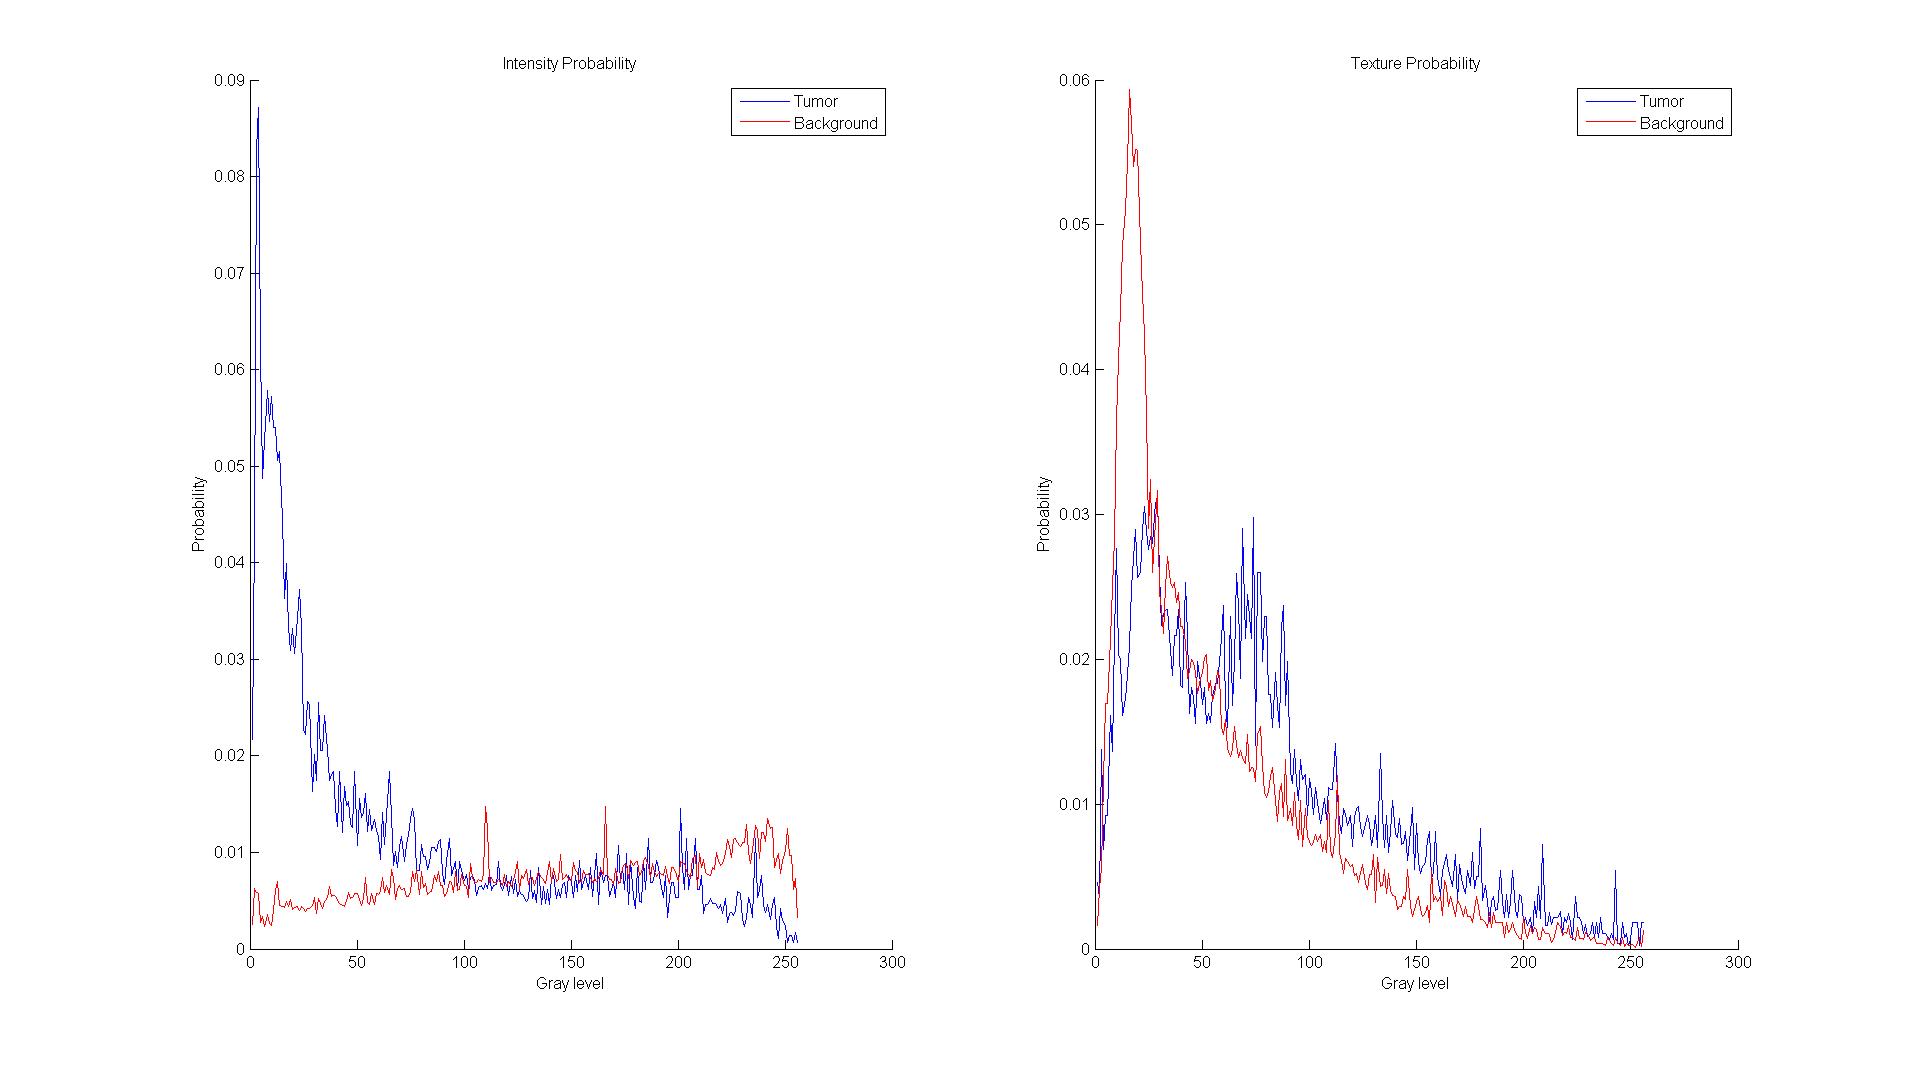 Intensity Probability
Tumor
Background
0.09
0.08
0.07
0.06
0.05
0.04
0.03
0.02
0.01
0
Probability
0 50 100 150 200 250 300
Gray level
Texture Probability
Tumor
Background
0.06
0.05
0.04
0.03
0.02
0.01
0
Probability
0 50 100 150 200 250 300
Gray level